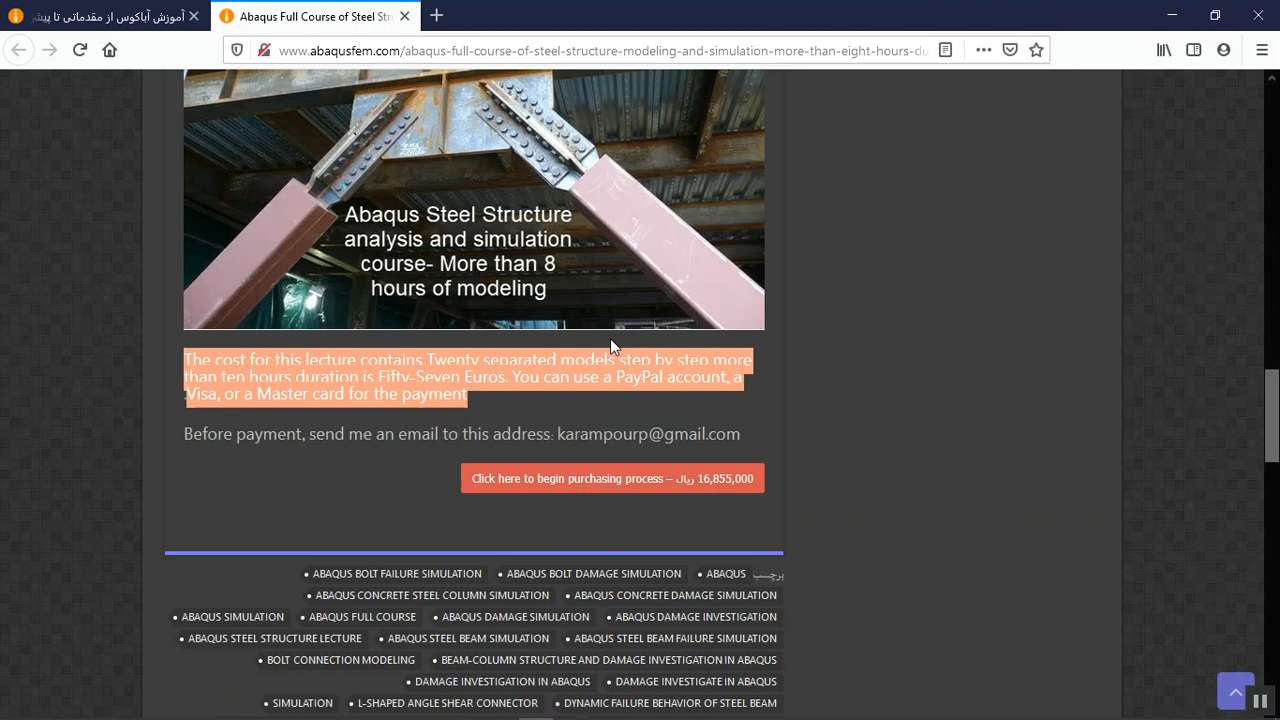 آموزش آباکوس از مقدماتی تا پیشر
Abaqus Full Course of Steel Str
www.abaqusfem.com/abaqus-full-course-of-steel-structure-modeling-and-simulation-more-than-eight-hours-du
Abaqus Steel Structure
analysis and simulation
course- More than 8
hours of modeling
The cost for this lecture contains Twenty separated models step by step more
than ten hours duration is Fifty-Seven Euros. You can use a PayPal account, a
.Visa, or a Master card for the payment
Before payment, send me an email to this address: karampourp@gmail.com
Click here to begin purchasing process – ریال 16,855,000
• ABAQUS BOLT FAILURE SIMULATION • ABAQUS BOLT DAMAGE SIMULATION • ABAQUS برچسب
• ABAQUS CONCRETE STEEL COLUMN SIMULATION • ABAQUS CONCRETE DAMAGE SIMULATION
• ABAQUS SIMULATION • ABAQUS FULL COURSE • ABAQUS DAMAGE SIMULATION • ABAQUS DAMAGE INVESTIGATION
• ABAQUS STEEL STRUCTURE LECTURE • ABAQUS STEEL BEAM SIMULATION • ABAQUS STEEL BEAM FAILURE SIMULATION
• BOLT CONNECTION MODELING • BEAM-COLUMN STRUCTURE AND DAMAGE INVESTIGATION IN ABAQUS
• DAMAGE INVESTIGATION IN ABAQUS • DAMAGE INVESTIGATE IN ABAQUS
• SIMULATION • L-SHAPED ANGLE SHEAR CONNECTOR • DYNAMIC FAILURE BEHAVIOR OF STEEL BEAM